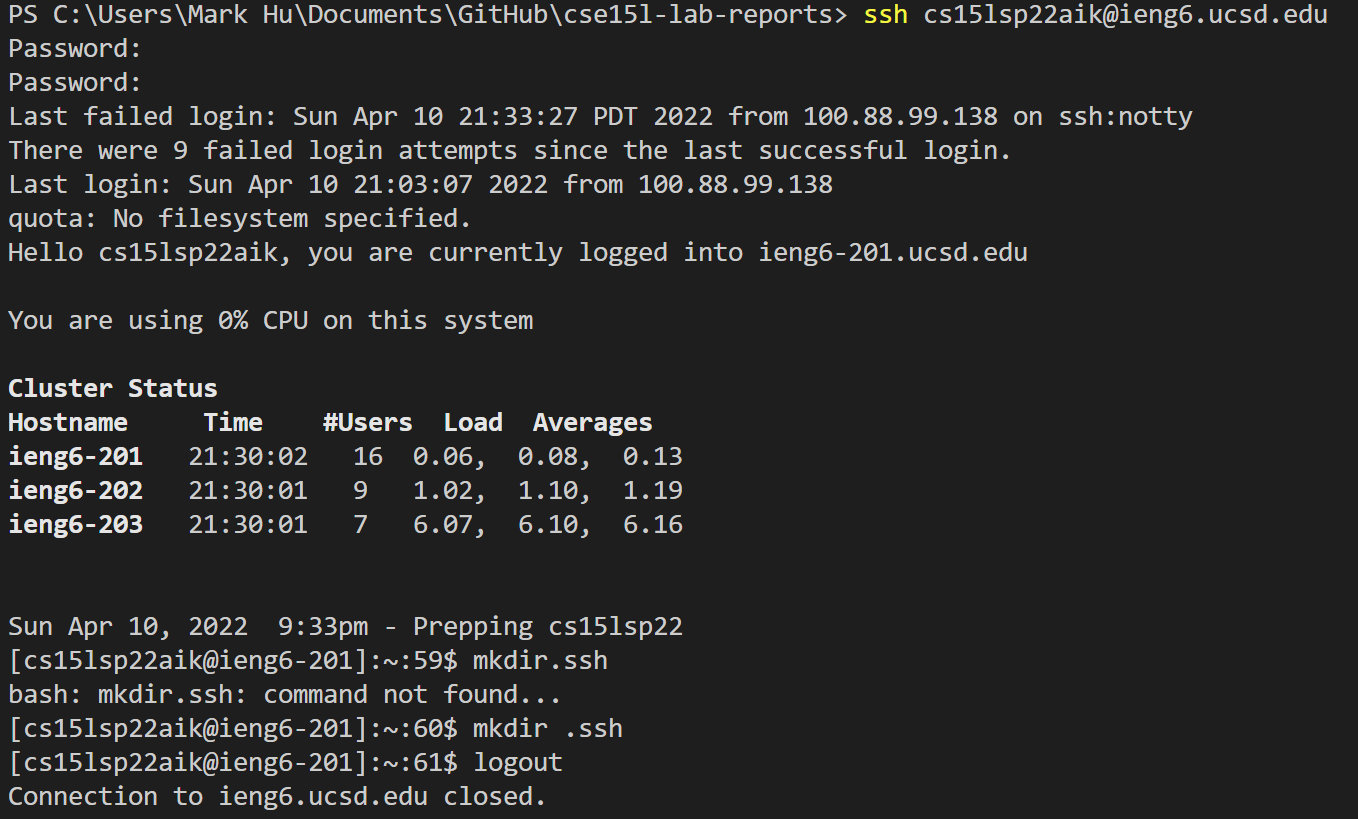 PS C:\Users\Mark Hu\Documents\GitHub\cse15l-lab-reports> ssh cs15lsp22aik@ieng6.ucsd.edu
Password:
Password:
Last failed login: Sun Apr 10 21:33:27 PDT 2022 from 100.88.99.138 on ssh:notty
There were 9 failed login attempts since the last successful login.
Last login: Sun Apr 10 21:03:07 2022 from 100.88.99.138
quota: No filesystem specified.
Hello cs15lsp22aik, you are currently logged into ieng6-201.ucsd.edu
You are using 0% CPU on this system
Cluster Status
Hostname     Time    #Users  Load  Averages
ieng6-201   21:30:02   16  0.06,  0.08,  0.13
ieng6-202   21:30:01   9   1.02,  1.10,  1.19
ieng6-203   21:30:01   7   6.07,  6.10,  6.16
Sun Apr 10, 2022  9:33pm - Prepping cs15lsp22
[cs15lsp22aik@ieng6-201]:~:59$ mkdir.ssh
bash: mkdir.ssh: command not found...
[cs15lsp22aik@ieng6-201]:~:60$ mkdir .ssh
[cs15lsp22aik@ieng6-201]:~:61$ logout
Connection to ieng6.ucsd.edu closed.